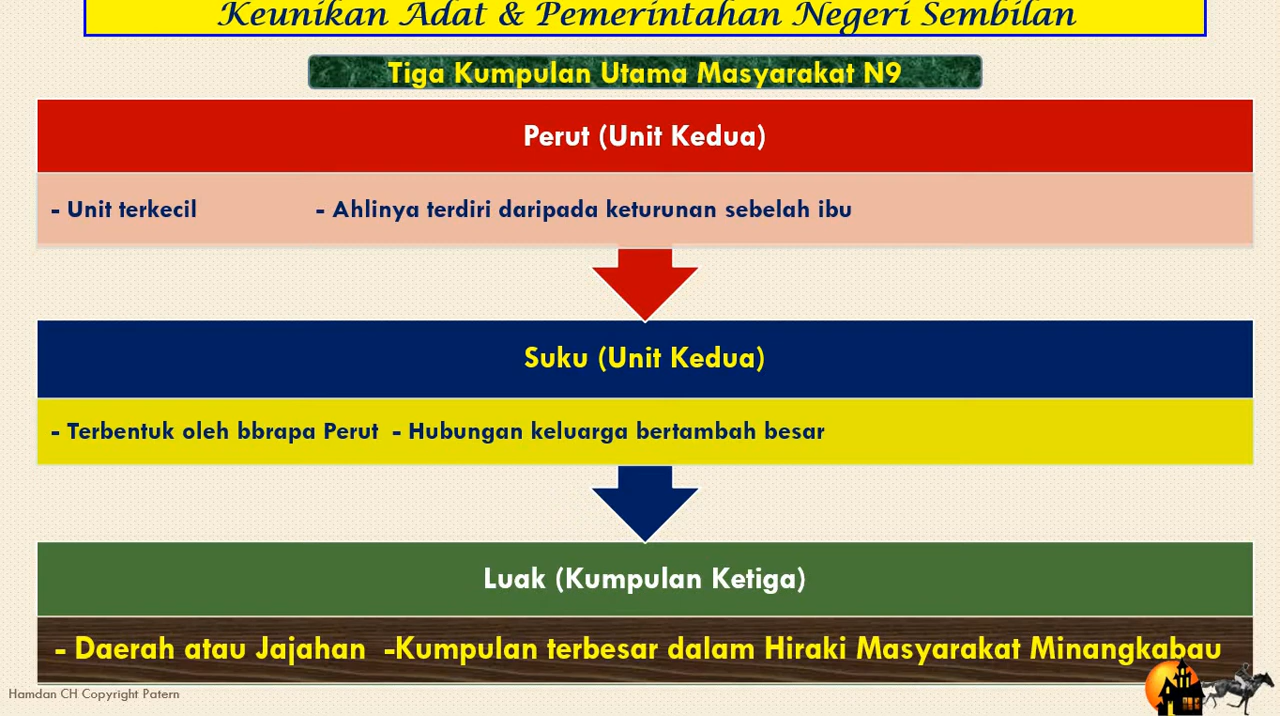 Keunikan Adat & Pemerintahan Negeri Sembilan
Tiga Kumpulan Utama Masyarakat N9
Perut (Unit Kedua)
- Unit terkecil - Ahlinya terdiri daripada keturunan sebelah ibu
Suku (Unit Kedua)
- Terbentuk oleh bbrapa Perut - Hubungan keluarga bertambah besar
Luak (Kumpulan Ketiga)
- Daerah atau Jajahan -Kumpulan terbesar dalam Hiraki Masyarakat Minangkabau
Hamdan CH Copyright Patern